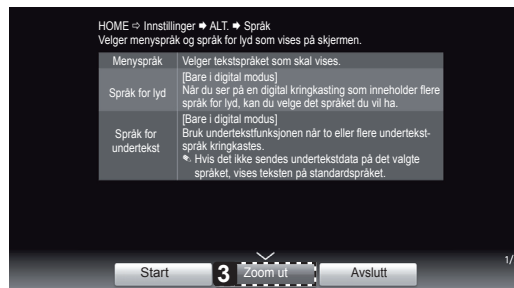 HOME ⇨ Innstillinger ➡ ALT. ➡ Språk
Velger menyspråk og språk for lyd som vises på skjermen.
Menyspråk
Velger tekstspråket som skal vises.
Språk for lyd
[Bare i digital modus]
Når du ser på en digital kringkasting som inneholder flere
språk for lyd, kan du velge det språket du vil ha.
Språk for
undertekst
[Bare i digital modus]
Bruk undertekstfunksjonen når to eller flere undertekst-
språk kringkastes.
Hvis det ikke sendes undertekstdata på det valgte
språket, vises teksten på standardspråket.
1/
Start
3 Zoom ut
Avslutt